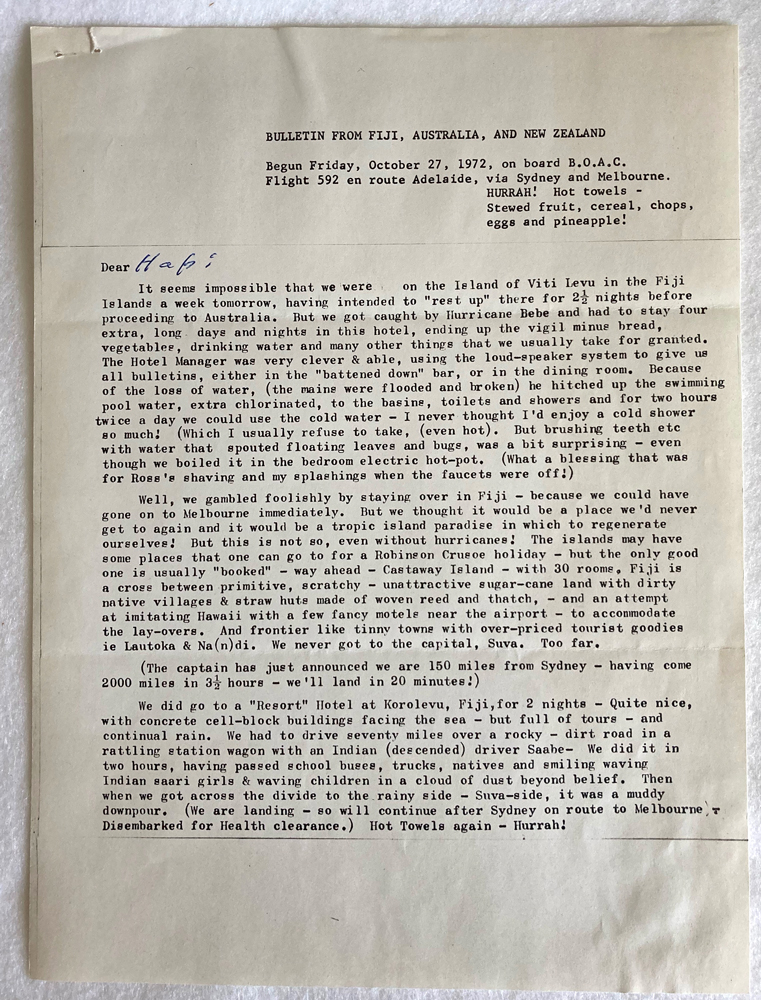 BULLETIN FROM FIJI, AUSTRALIA, AND NEW ZEALAND
Begun Friday, October 27, 1972, on board B.O.A.C.
Flight 592 en route Adelaide, via Sydney and Melbourne.
HURRAH! Hot towels -
Stewed fruit, cereal, chops,
eggs and pineapple!
Dear
It seems impossible that we were on the Island of Viti Levu in the Fiji
Islands a week tomorrow, having intended to "rest up" there for 2½ nights before
proceeding to Australia. But we got caught by Hurricane Bebe and had to stay four
extra, long days and nights in this hotel, ending up the vigil minus bread,
vegetables, drinking water and many other things that we usually take for granted.
The Hotel Manager was very clever & able, using the loud-speaker system to give us
all bulletins, either in the "battened down" bar, or in the dining room. Because
of the loss of water, (the mains were flooded and broken) he hitched up the swimming
pool water, extra chlorinated, to the basins, toilets and showers and for two hours
twice a day we could use the cold water - I never thought I'd enjoy a cold shower
so much! (Which I usually refuse to take, (even hot). But brushing teeth etc
with water that spouted floating leaves and bugs, was a bit surprising - even
though we boiled it in the bedroom electric hot-pot. (What a blessing that was
for Ross's shaving and my splashings when the faucets were off!)
Well, we gambled foolishly by staying over in Fiji - because we could have
gone on to Melbourne immediately. But we thought it would be a place we'd never
get to again and it would be a tropic island paradise in which to regenerate
ourselves! But this is not so, even without hurricanes! The islands may have
some places that one can go to for a Robinson Crusoe holiday - but the only good
one is usually "booked" - way ahead - Castaway Island - with 30 rooms. Fiji is
a cross between primitive, scratchy - unattractive sugar-cane land with dirty
native villages & straw huts made of woven reed and thatch, - and an attempt
at imitating Hawaii with a few fancy motels near the airport - to accommodate
the lay-overs. And frontier like tinny towns with over-priced tourist goodies
ie Lautoka & Na(n)di. We never got to the capital, Suva. Too far.
(The captain has just announced we are 150 miles from Sydney - having come
2000 miles in 3½ hours - we'll land in 20 minutes!)
We did go to a "Resort" Hotel at Korolevu, Fiji,for 2 nights - Quite nice,
with concrete cell-block buildings facing the sea - but full of tours - and
continual rain. We had to drive seventy miles over a rocky - dirt road in a
rattling station wagon with an Indian (descended) driver Saabe- We did it in
two hours, having passed school buses, trucks, natives and smiling waving
Indian saari girls & waving children in a cloud of dust beyond belief. Then
when we got across the divide to the rainy side - Suva-side, it was a muddy
downpour. (We are landing - so will continue after Sydney on route to Melbourne
Disembarked for Health clearance.) Hot Towels again - Hurrah!